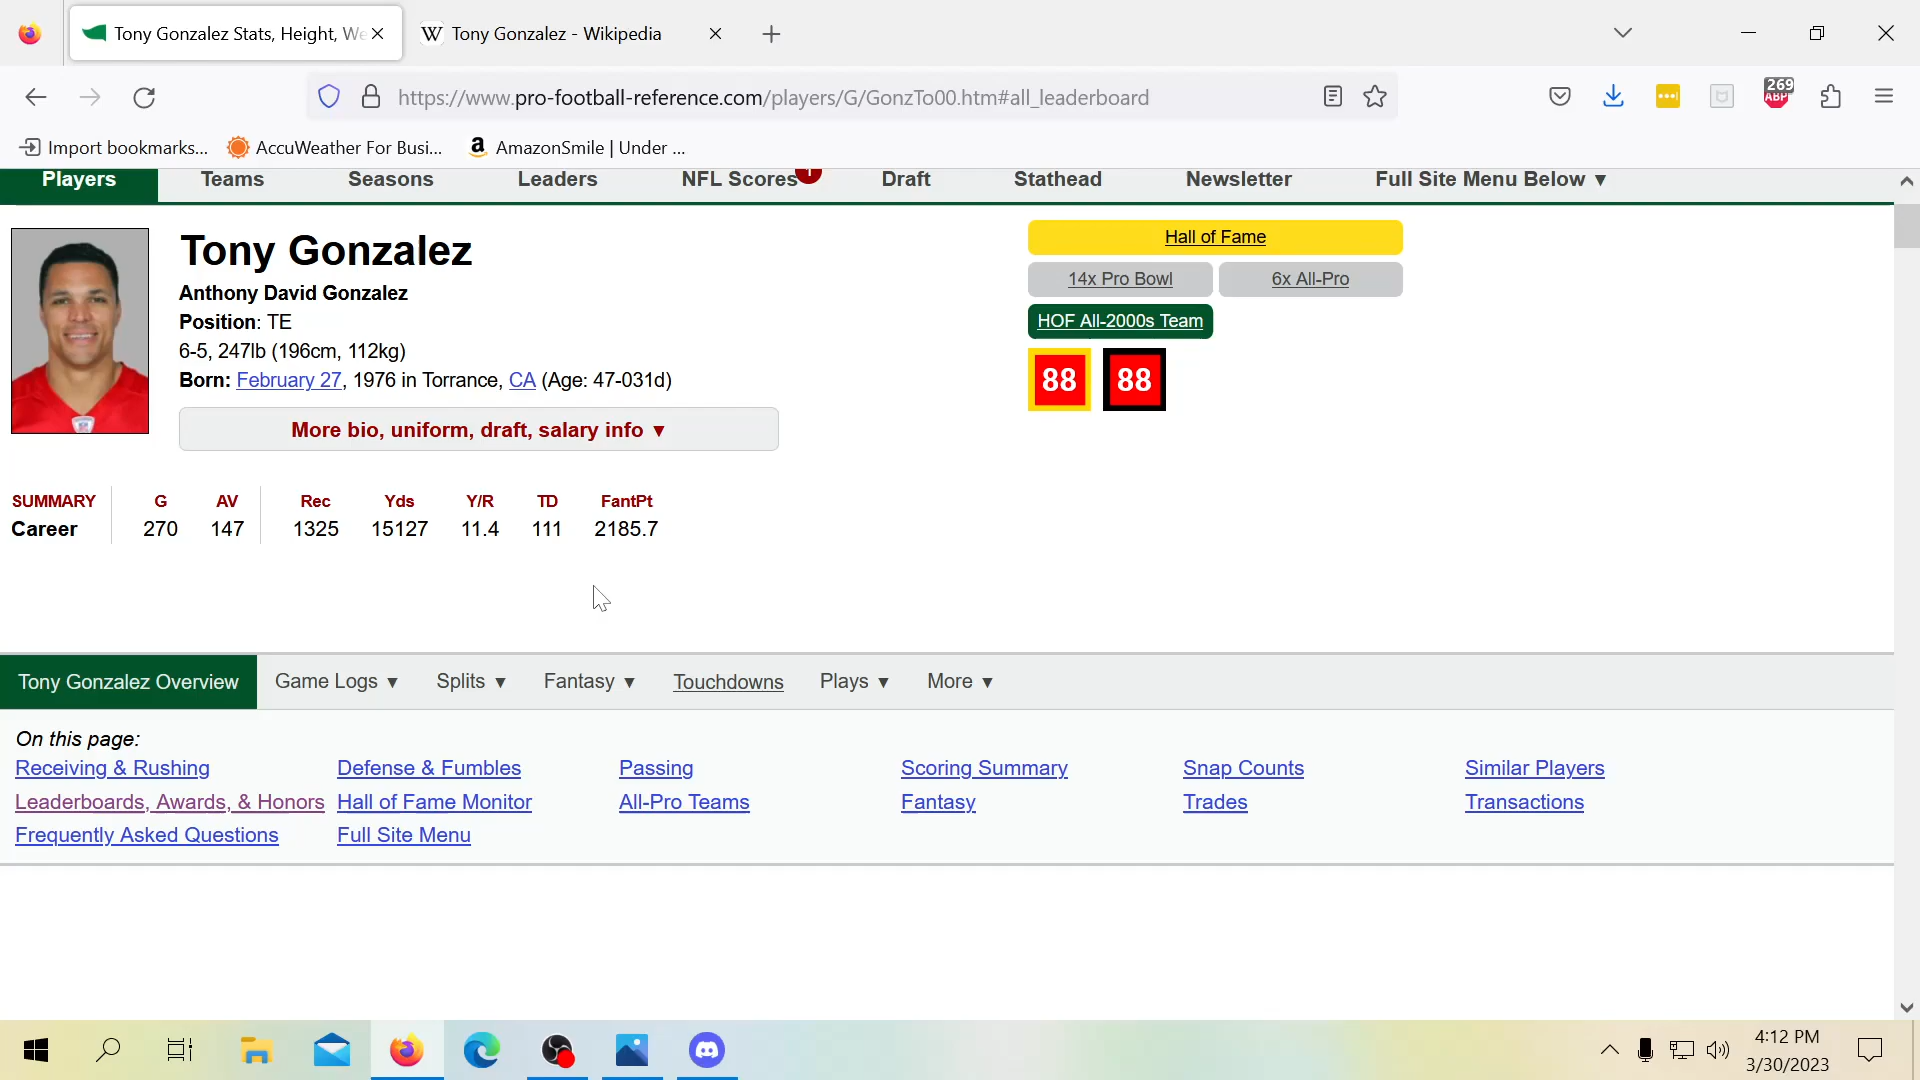 Tony Gonzalez Stats, Height, We
W Tony Gonzalez - Wikipedia
https://www.pro-football-reference.com/players/G/GonzTo00.htm#all_leaderboard
269
ABP
Import bookmarks...
AccuWeather For Busi...
a AmazonSmile | Under ...
Players Teams Seasons Leaders NFL Scores Draft Stathead Newsletter Full Site Menu Below ▼
Tony Gonzalez
Anthony David Gonzalez
Position: TE
6-5, 247lb (196cm, 112kg)
Born: February 27, 1976 in Torrance, CA (Age: 47-031d)
More bio, uniform, draft, salary info ▼
Hall of Fame
14x Pro Bowl 6x All-Pro
HOF All-2000s Team
88 88
SUMMARY G AV Rec Yds Y/R TD FantPt
Career 270 147 1325 15127 11.4 111 2185.7
Tony Gonzalez Overview Game Logs ▼ Splits ▼ Fantasy ▼ Touchdowns Plays ▼ More ▼
On this page:
Receiving & Rushing Defense & Fumbles Passing Scoring Summary Snap Counts Similar Players
Leaderboards, Awards, & Honors Hall of Fame Monitor All-Pro Teams Fantasy Trades Transactions
Frequently Asked Questions Full Site Menu
4:12 PM
3/30/2023